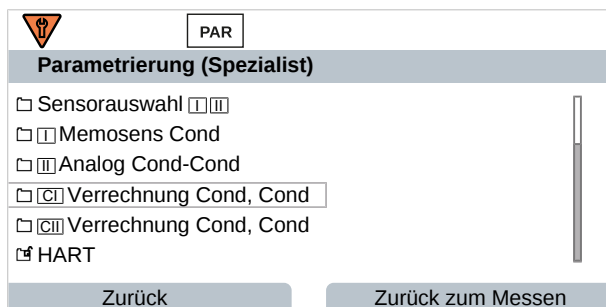 PAR
Parametrierung (Spezialist)
Sensorauswahl I II
I Memosens Cond
II Analog Cond-Cond
CI Verrechnung Cond, Cond
CII Verrechnung Cond, Cond
HART
Zurück Zurück zum Messen